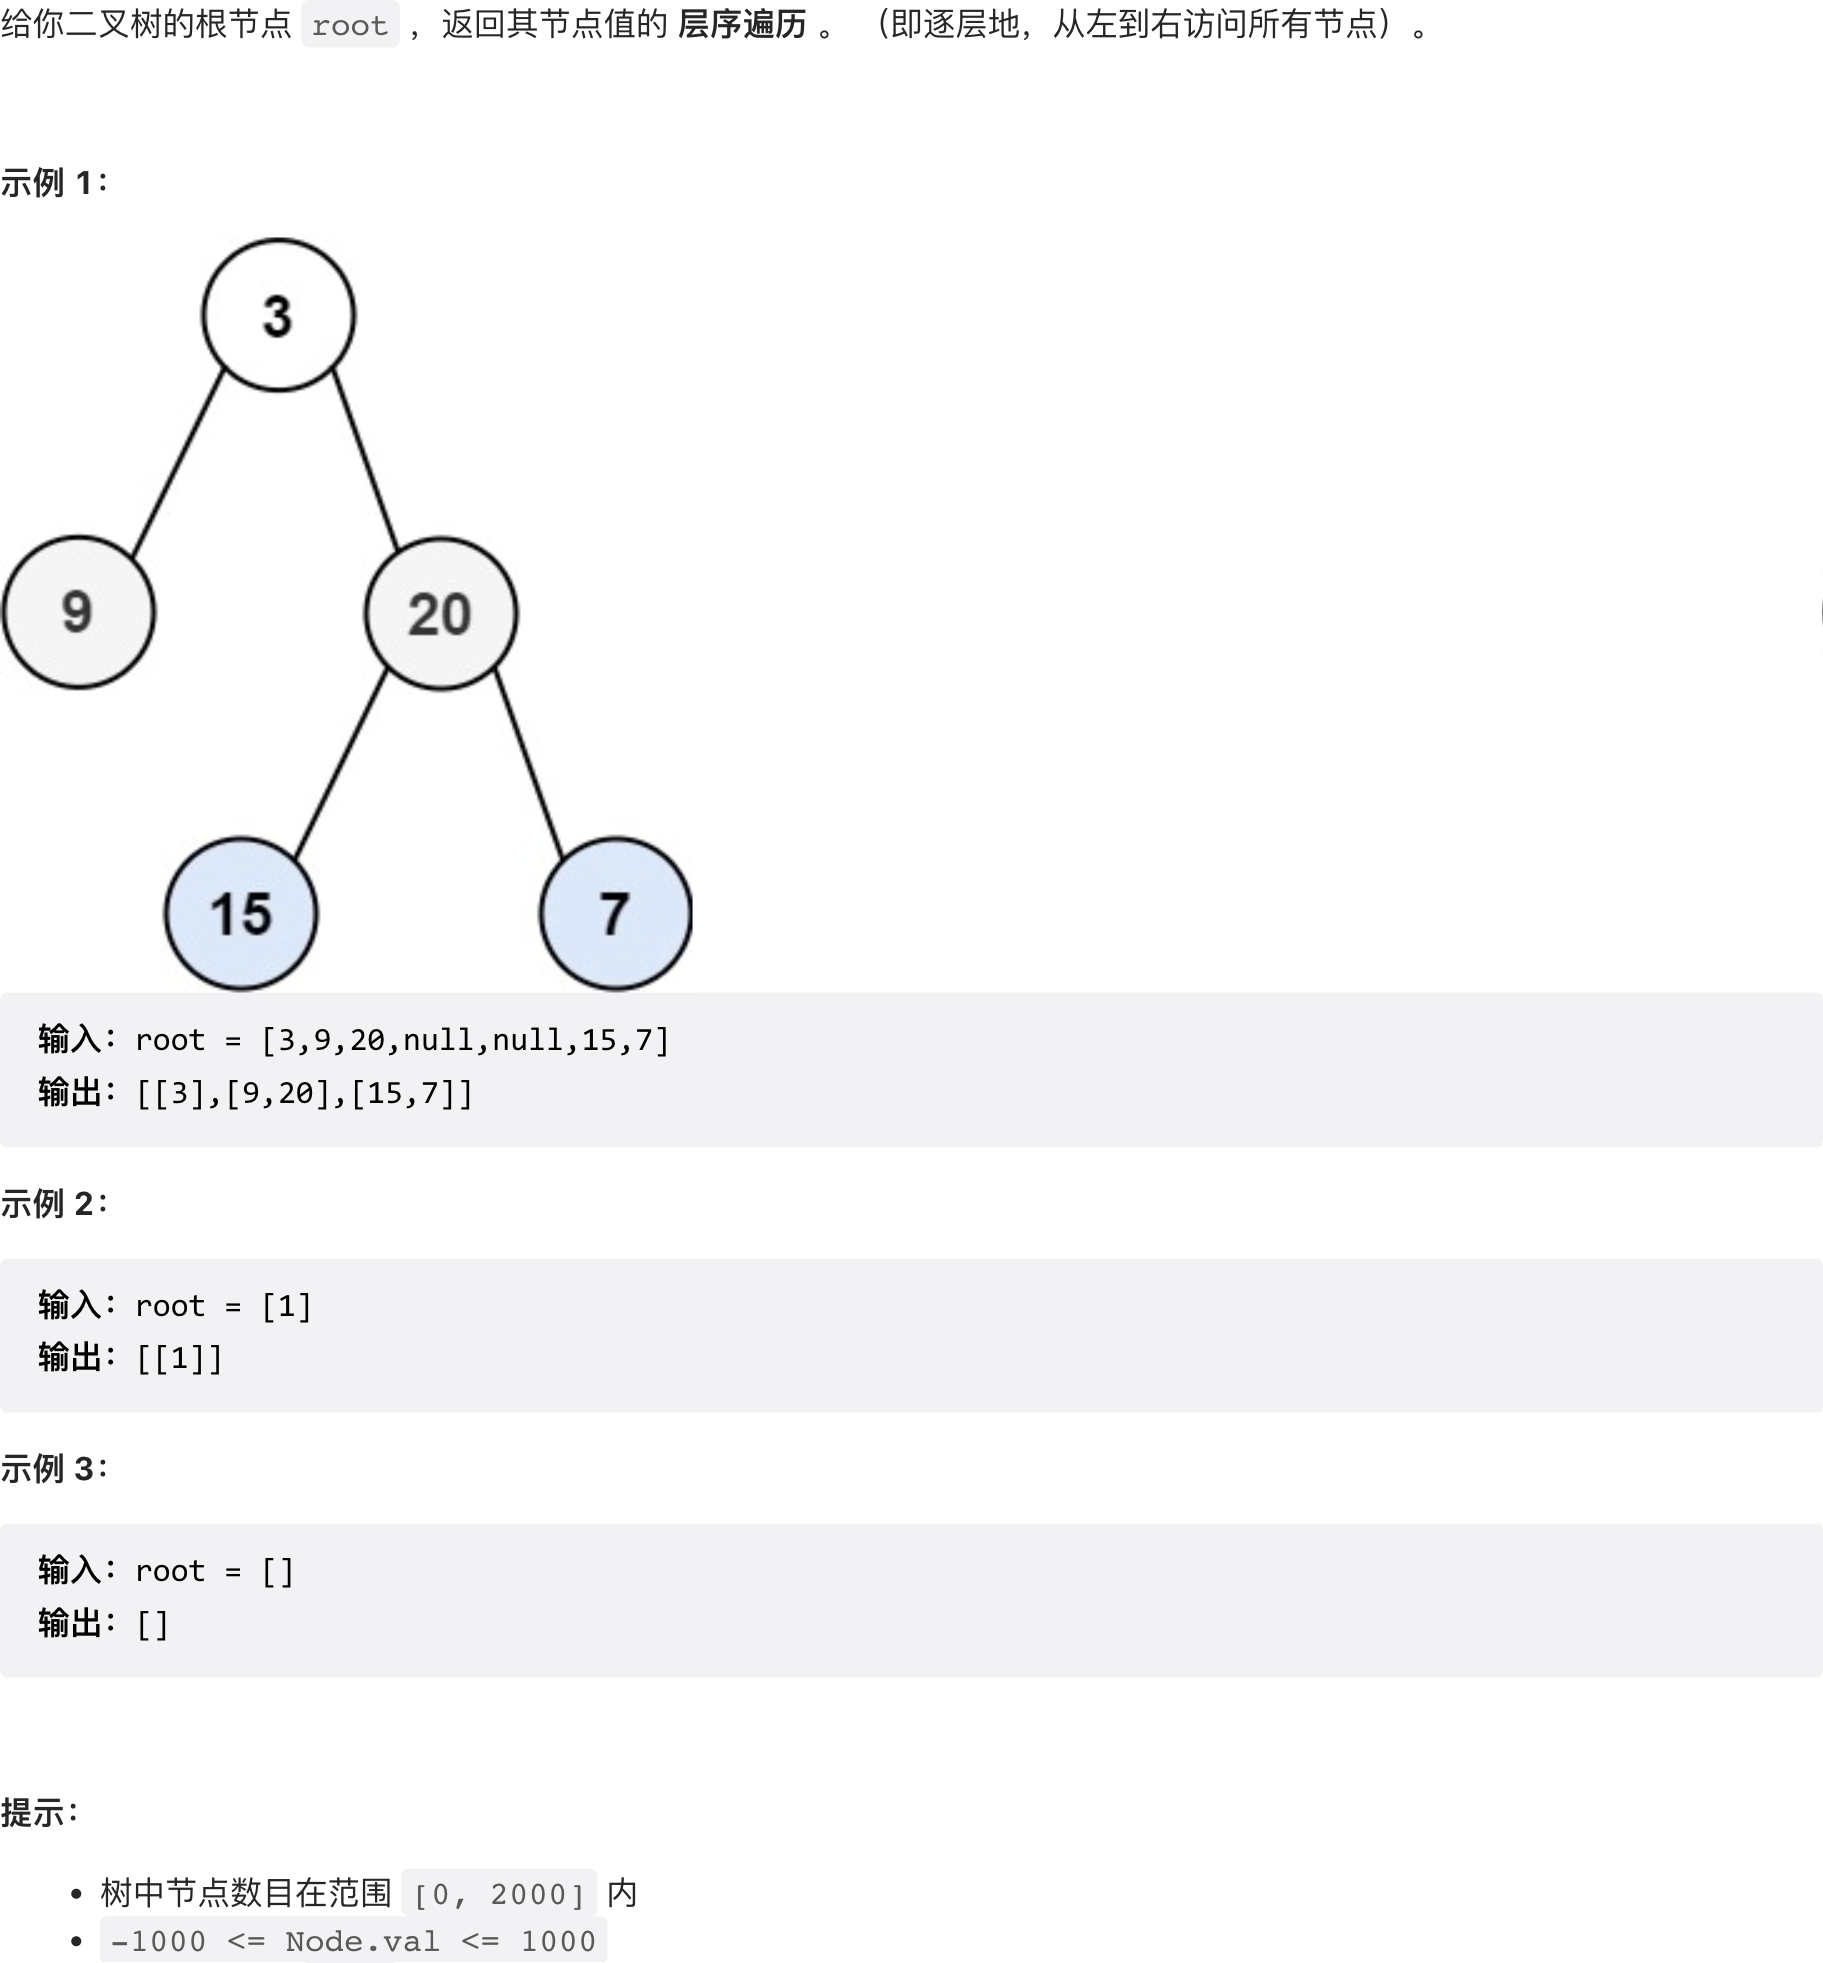 给你二叉树的根节点 root ，返回其节点值的 层序遍历 。 （即逐层地，从左到右访问所有节点）。
示例 1：
3
9
20
15
7
输入：root = [3,9,20,null,null,15,7]
输出：[[3],[9,20],[15,7]]
示例 2：
输入：root = [1]
输出：[[1]]
示例 3：
输入：root = []
输出：[]
提示：
树中节点数目在范围 [0, 2000] 内
-1000 <= Node.val <= 1000